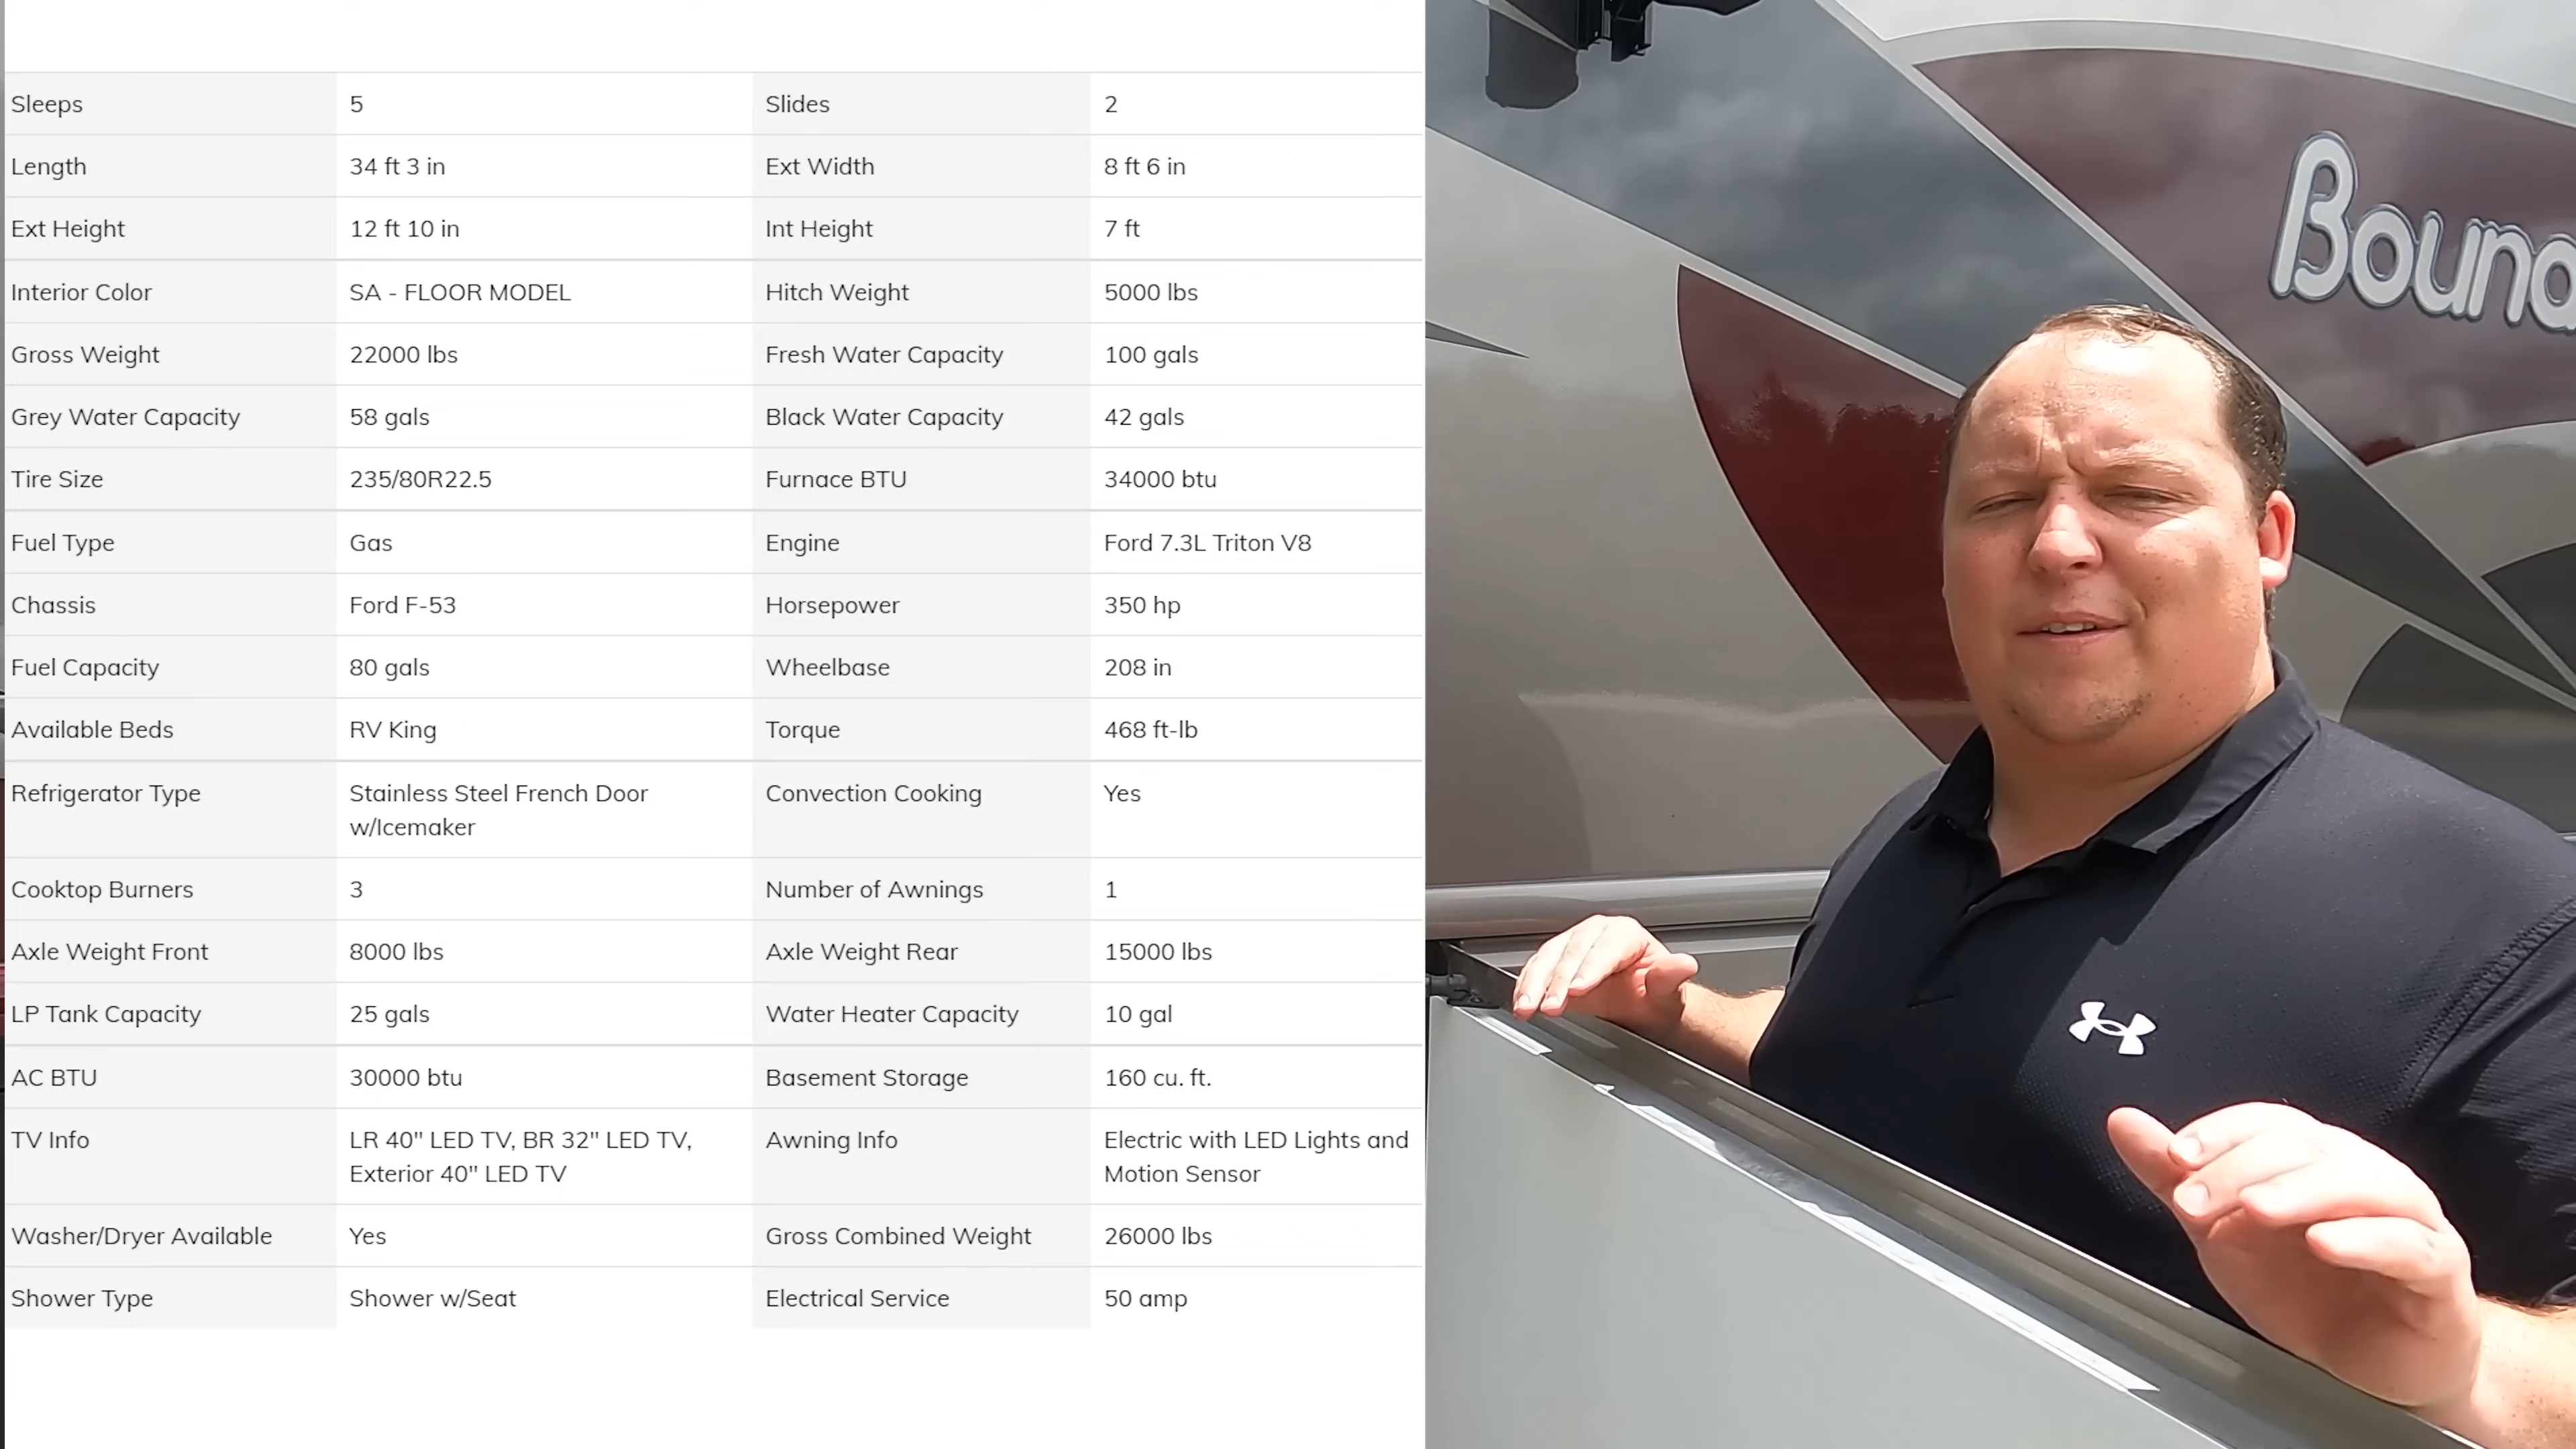 Sleeps 5 Slides 2
Length 34 ft 3 in Ext Width 8 ft 6 in
Ext Height 12 ft 10 in Int Height 7 ft
Interior Color SA - FLOOR MODEL Hitch Weight 5000 lbs
Gross Weight 22000 lbs Fresh Water Capacity 100 gals
Grey Water Capacity 58 gals Black Water Capacity 42 gals
Tire Size 235/80R22.5 Furnace BTU 34000 btu
Fuel Type Gas Engine Ford 7.3L Triton V8
Chassis Ford F-53 Horsepower 350 hp
Fuel Capacity 80 gals Wheelbase 208 in
Available Beds RV King Torque 468 ft-lb
Refrigerator Type Stainless Steel French Door Convection Cooking Yes
w/Icemaker
Cooktop Burners 3 Number of Awnings 1
Axle Weight Front 8000 lbs Axle Weight Rear 15000 lbs
LP Tank Capacity 25 gals Water Heater Capacity 10 gal
AC BTU 30000 btu Basement Storage 160 cu. ft.
TV Info LR 40" LED TV, BR 32" LED TV, Awning Info Electric with LED Lights and
Exterior 40" LED TV Motion Sensor
Washer/Dryer Available Yes Gross Combined Weight 26000 lbs
Shower Type Shower w/Seat Electrical Service 50 amp
Boun